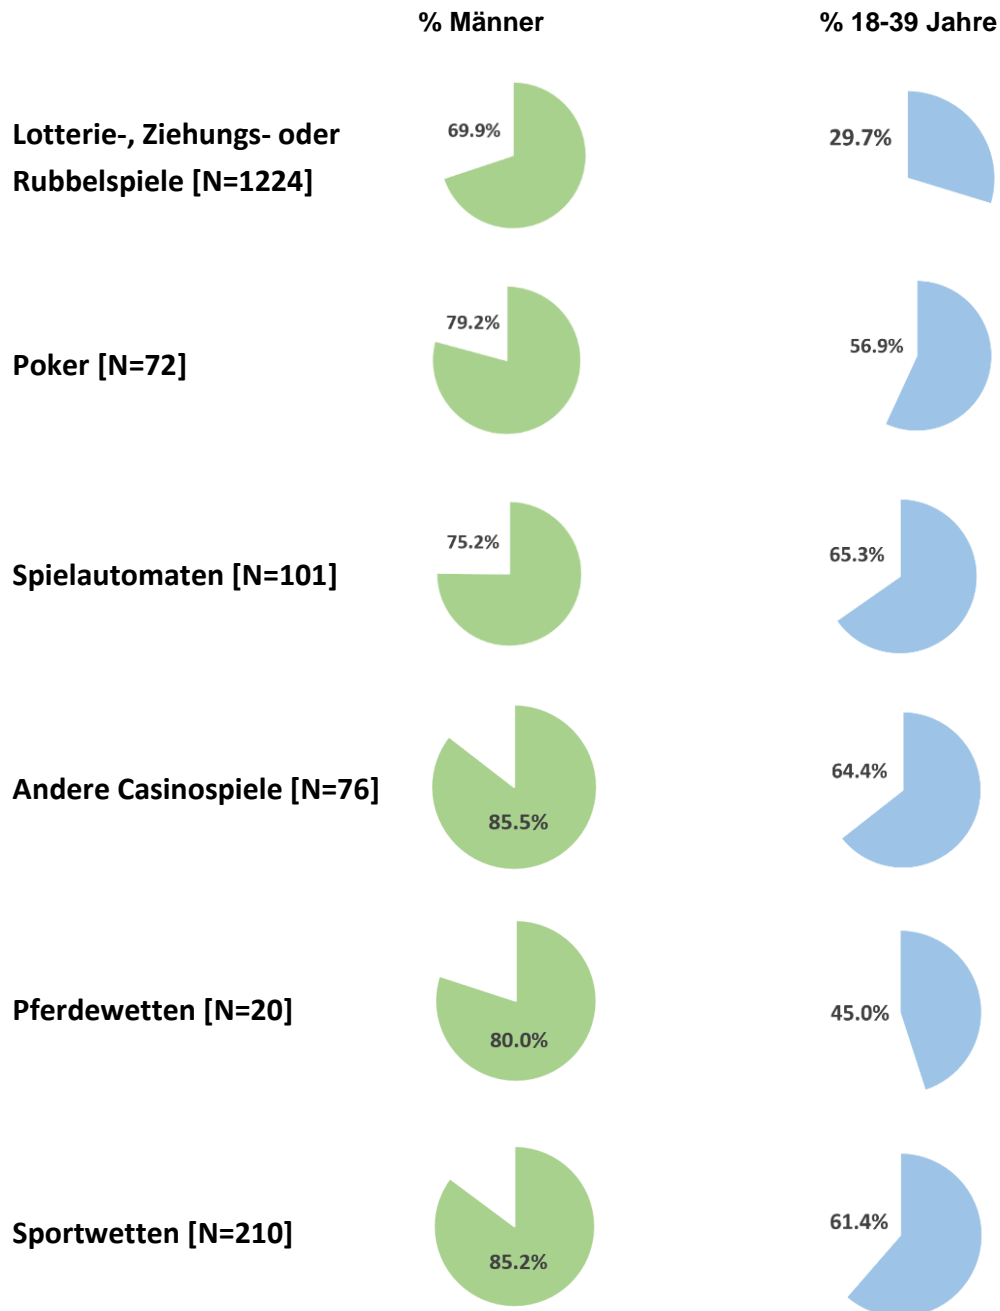 % Männer
% 18-39 Jahre
Lotterie-, Ziehungs- oder
Rubbelspiele [N=1224]
69.9%
29.7%
Poker [N=72]
79.2%
56.9%
Spielautomaten [N=101]
75.2%
65.3%
Andere Casinospiele [N=76]
85.5%
64.4%
Pferdewetten [N=20]
80.0%
45.0%
Sportwetten [N=210]
85.2%
61.4%